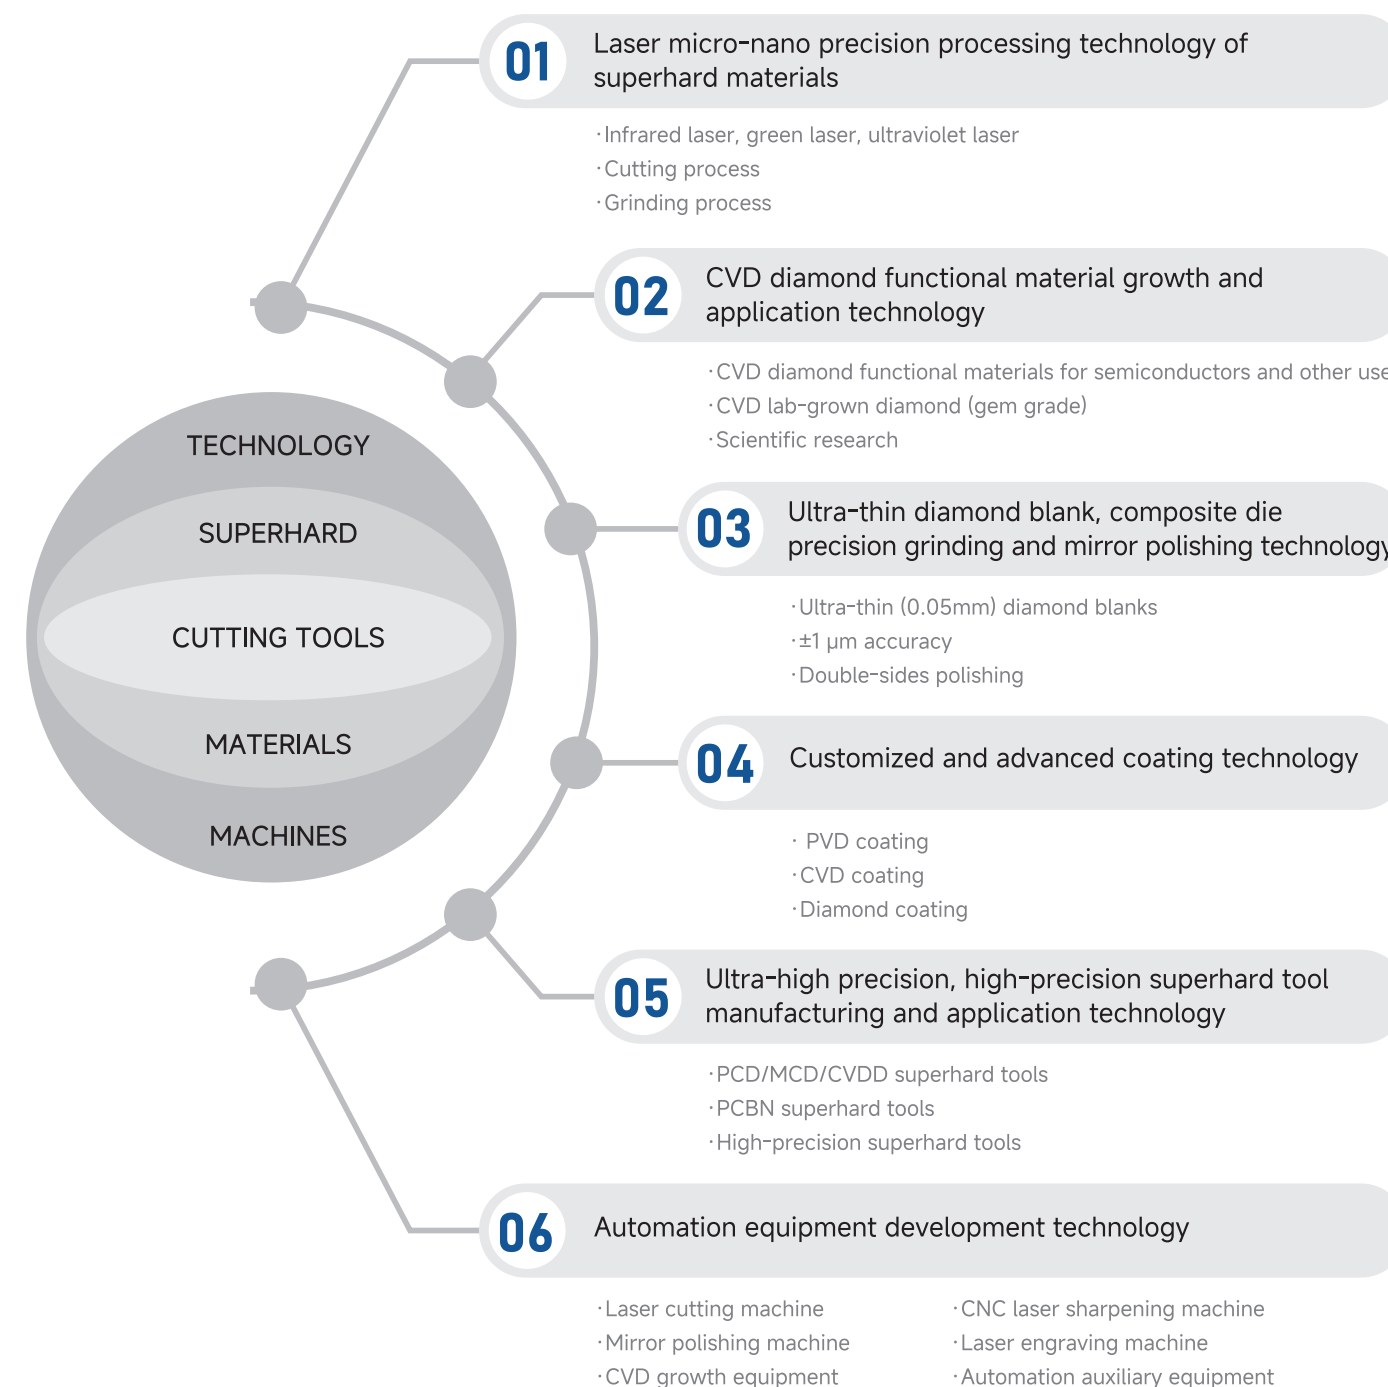 01
Laser micro-nano precision processing technology of
superhard materials
·Infrared laser, green laser, ultraviolet laser
·Cutting process
·Grinding process
02
CVD diamond functional material growth and
application technology
·CVD diamond functional materials for semiconductors and other use
·CVD lab-grown diamond (gem grade)
·Scientific research
TECHNOLOGY
SUPERHARD
CUTTING TOOLS
MATERIALS
MACHINES
03
Ultra-thin diamond blank, composite die
precision grinding and mirror polishing technology
·Ultra-thin (0.05mm) diamond blanks
·±1 μm accuracy
·Double-sides polishing
04
Customized and advanced coating technology
· PVD coating
·CVD coating
·Diamond coating
05
Ultra-high precision, high-precision superhard tool
manufacturing and application technology
·PCD/MCD/CVDD superhard tools
·PCBN superhard tools
·High-precision superhard tools
06
Automation equipment development technology
·Laser cutting machine
·Mirror polishing machine
·CVD growth equipment
·CNC laser sharpening machine
·Laser engraving machine
·Automation auxiliary equipment